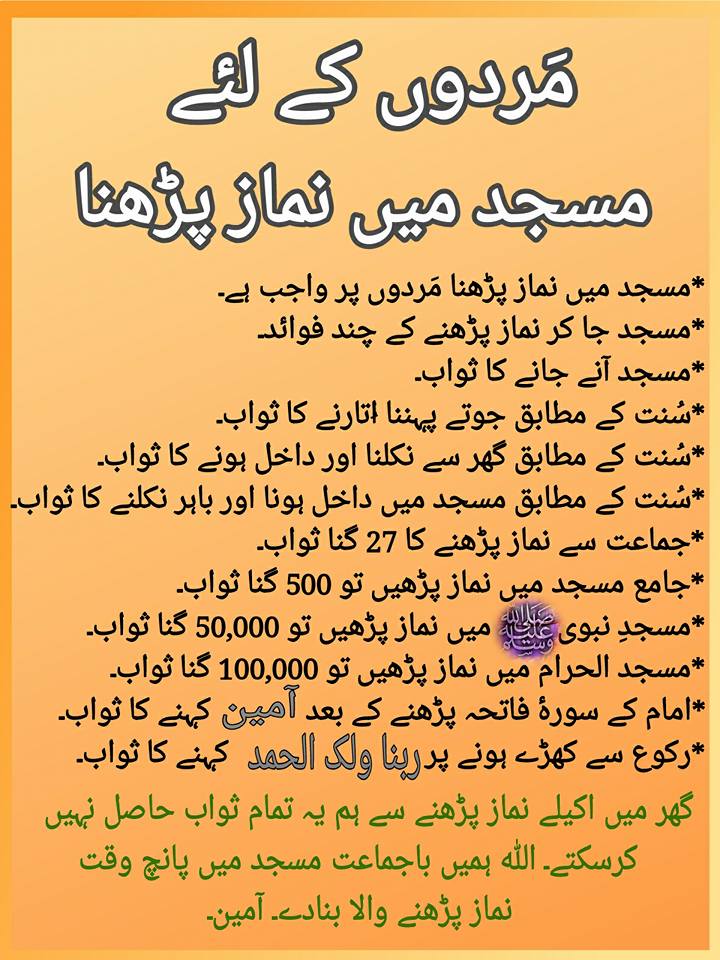 مَردوں کے لئے
مسجد میں نماز پڑھنا
*مسجد میں نماز پڑھنا مَردوں پر واجب ہے۔
*مسجد جا کر نماز پڑھنے کے چند فوائد۔
*مسجد آنے جانے کا ثواب۔
*سُنت کے مطابق جوتے پہننا اتارنے کا ثواب۔
*سُنت کے مطابق گھر سے نکلنا اور داخل ہونے کا ثواب۔
*سُنت کے مطابق مسجد میں داخل ہونا اور باہر نکلنے کا ثواب۔
*جماعت سے نماز پڑھنے کا 27 گنا ثواب۔
*جامع مسجد میں نماز پڑھیں تو 500 گنا ثواب۔
*مسجدِ نبوی ﷺ میں نماز پڑھیں تو 50,000 گنا ثواب۔
*مسجد الحرام میں نماز پڑھیں تو 100,000 گنا ثواب۔
*امام کے سورۂ فاتحہ پڑھنے کے بعد آمین کہنے کا ثواب۔
*رکوع سے کھڑے ہونے پر ربنا ولک الحمد کہنے کا ثواب۔
گھر میں اکیلے نماز پڑھنے سے ہم یہ تمام ثواب حاصل نہیں
کرسکتے۔ اللہ ہمیں باجماعت مسجد میں پانچ وقت
نماز پڑھنے والا بنادے۔ آمین۔